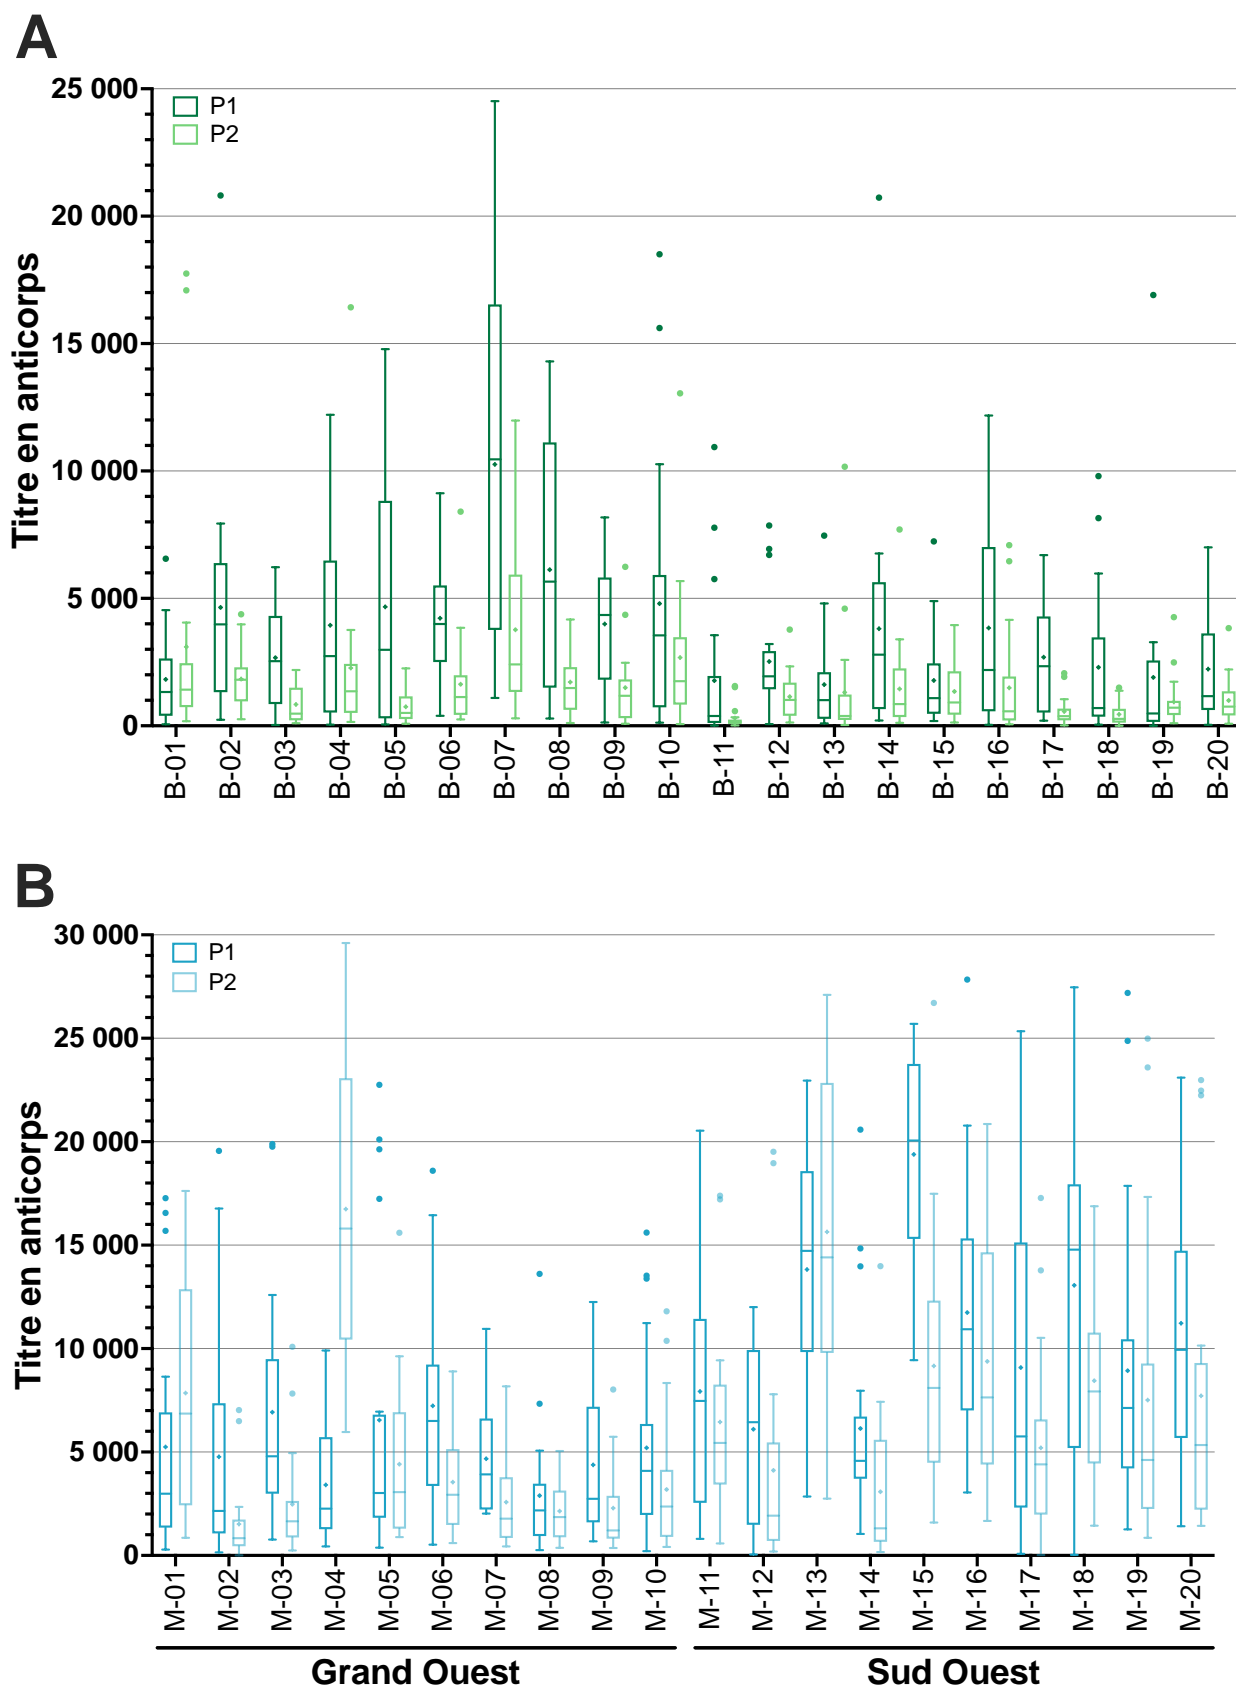 A
25 000
20 000
15 000
10 000
5 000
0
Titre en anticorps
P1
P2
B-01
B-02
B-03
B-04
B-05
B-06
B-07
B-08
B-09
B-10
B-11
B-12
B-13
B-14
B-15
B-16
B-17
B-18
B-19
B-20
B
30 000
25 000
20 000
15 000
10 000
5 000
0
Titre en anticorps
P1
P2
M-01
M-02
M-03
M-04
M-05
M-06
M-07
M-08
M-09
M-10
M-11
M-12
M-13
M-14
M-15
M-16
M-17
M-18
M-19
M-20
Grand Ouest
Sud Ouest